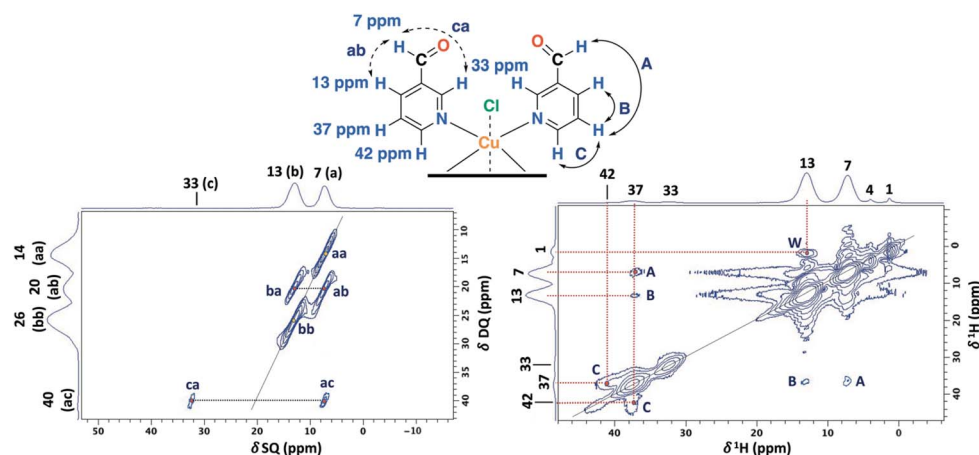 7 ppm
ca
ab
H
O
O
H
A
13 ppm
H
H
33 ppm
H
H
B
Cl
37 ppm
H
N
N
H
Cu
42 ppm
H
H
C
33 (c)
13 (b)
7 (a)
14
(aa)
20
(ab)
26
(bb)
40
(ac)
aa
ba
ab
bb
ca
ac
10
15
20
25
30
35
40
45
δ DQ (ppm)
50
40
30
20
10
0
-10
δ SQ (ppm)
42
37
33
13
7
4
1
1
7
13
33
37
42
W
A
B
C
C
B
A
0
10
20
30
40
δ ¹H (ppm)
40
30
20
10
0
δ ¹H (ppm)